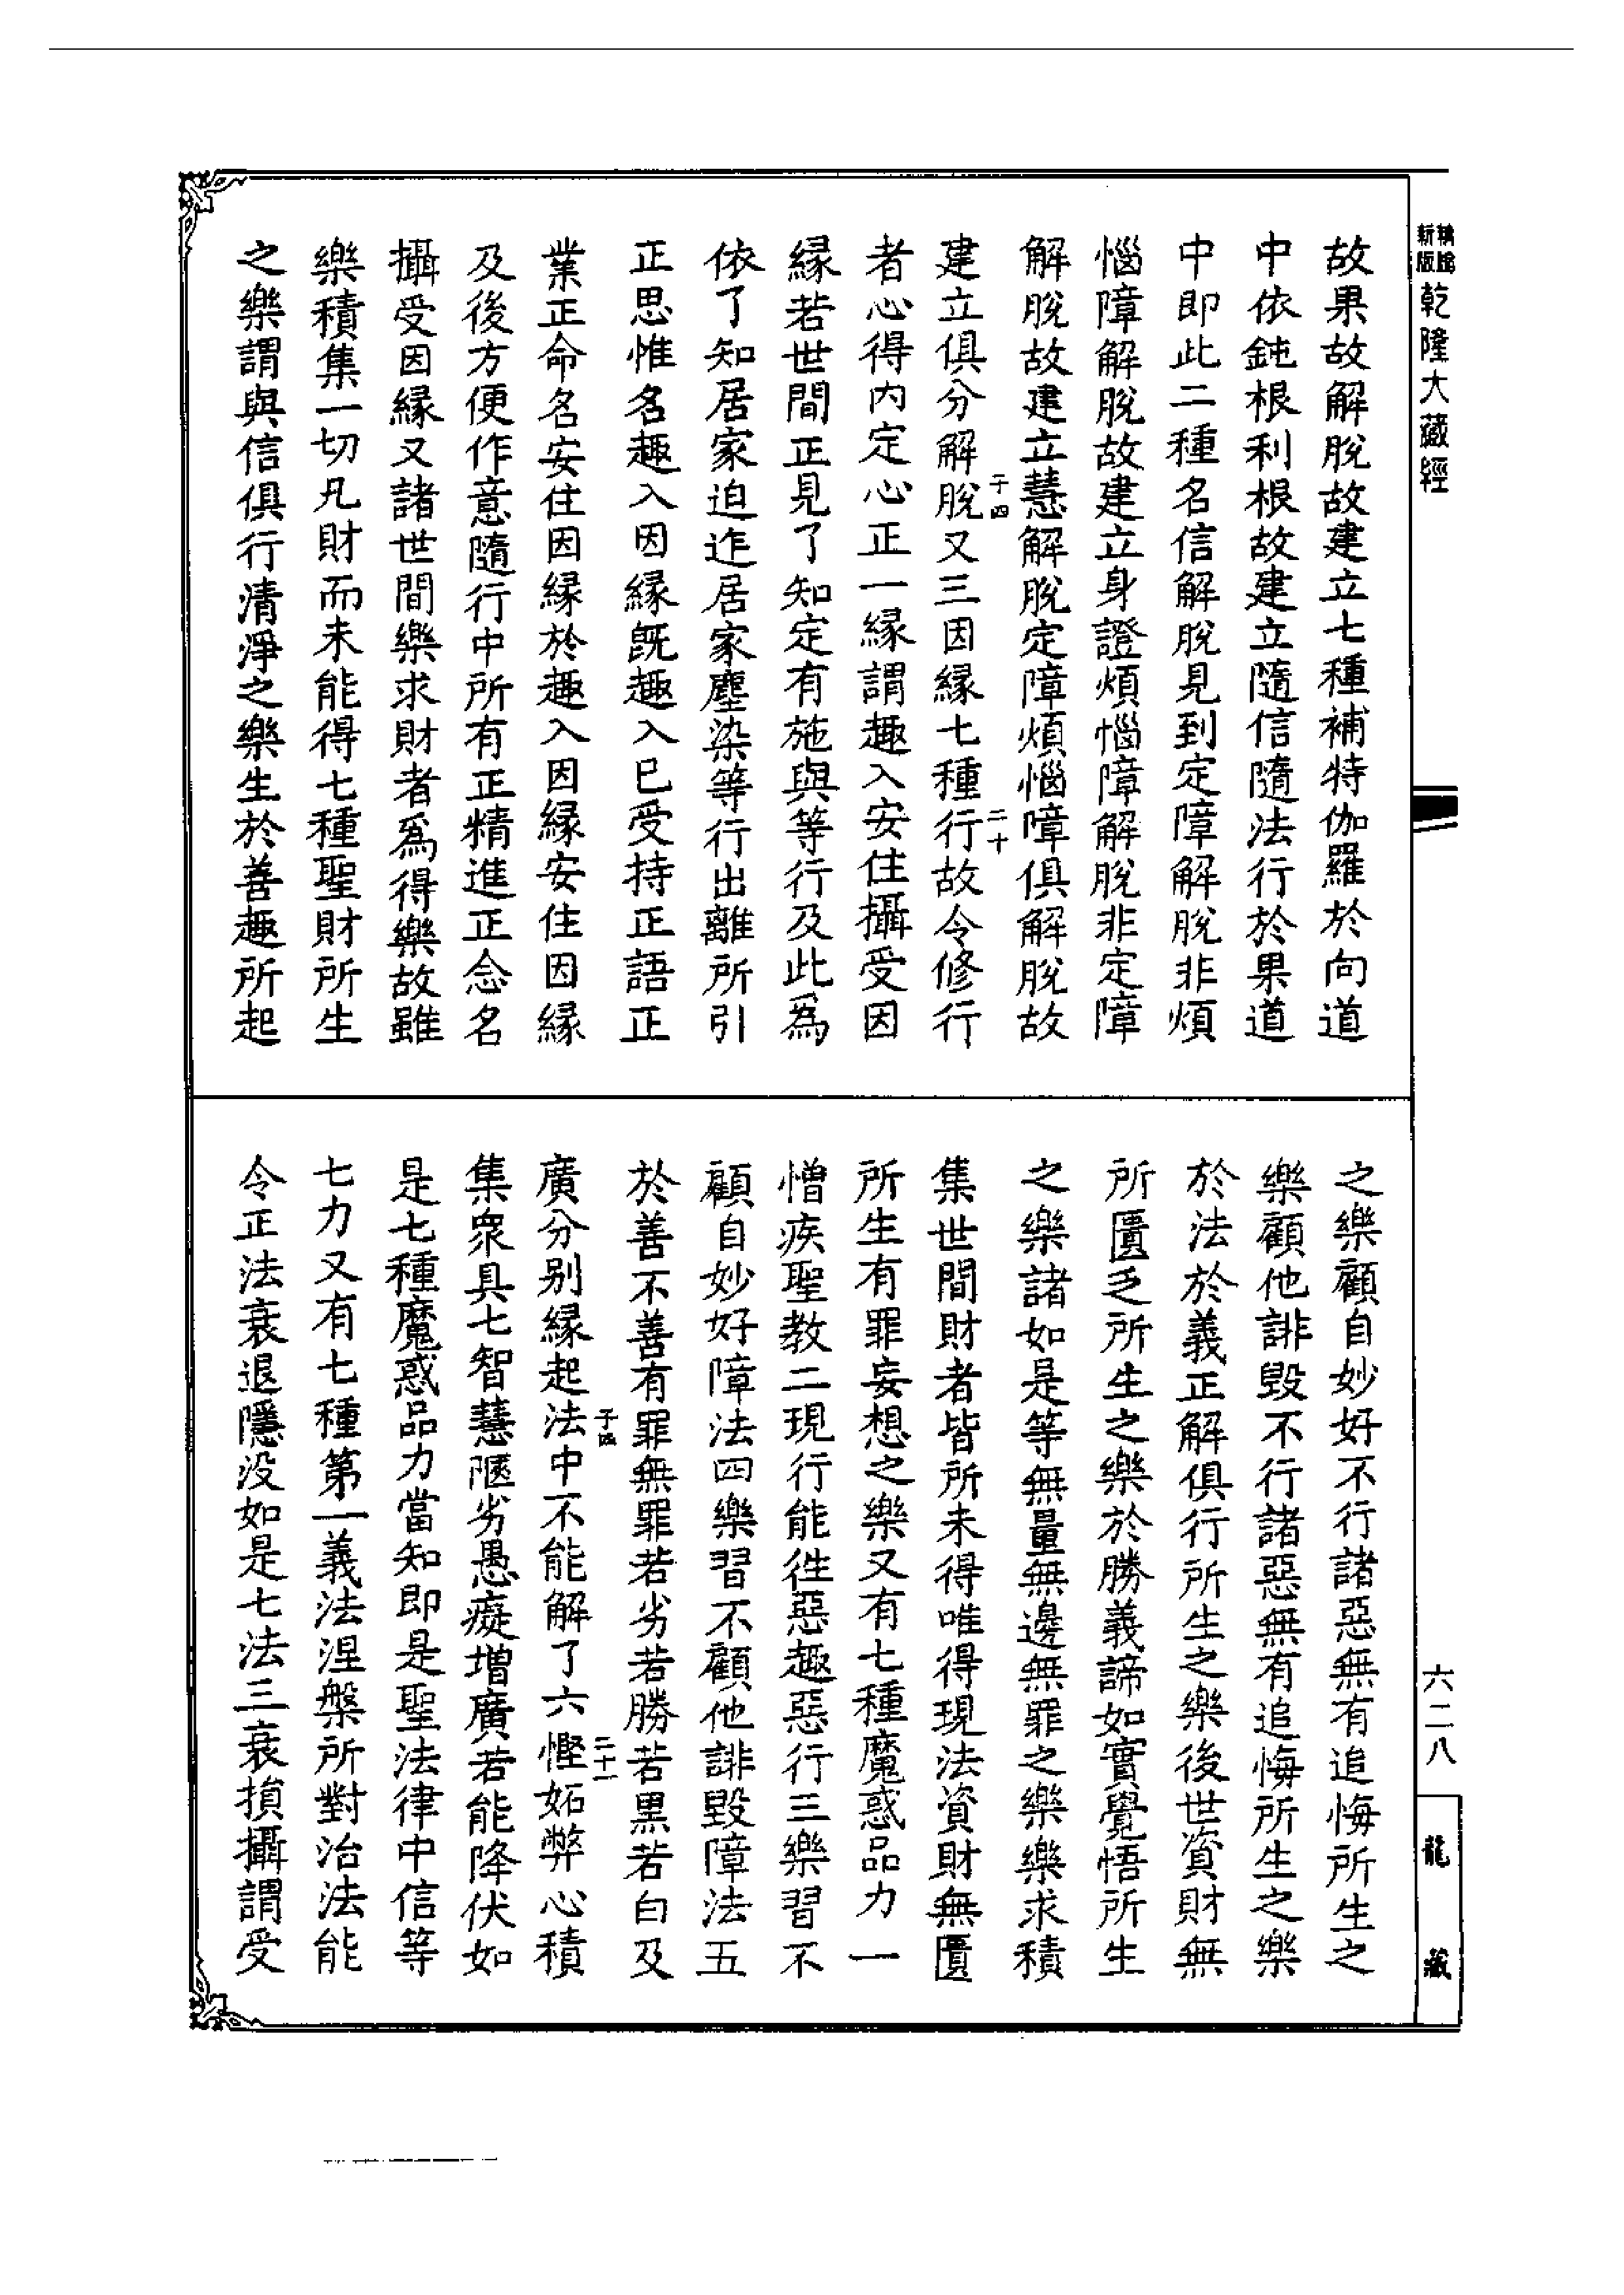 新版
乾隆大藏經
故果故解脫故建立七種補特伽羅於向道
中依鈍根利根故建立隨信隨法行於果道
中即此二種名信解脫見到定障解脫非煩
惱障解脫故建立身證煩惱障解脫非定障
解脫故建立慧解脫定障煩惱障俱解脫故
建立俱分解脫又三因緣七種行故令修行
子四
二十
者心得內定心正一緣謂趣入安住攝受因
緣若世間正見了知定有施與等行及此爲
依了知居家迫迮居家塵染等行出離所引
正思惟名趣入因緣旣趣入已受持正語正
業正命名安住因緣於趣入因緣安住因緣
及後方便作意隨行中所有正精進正念名
攝受因緣又諸世間樂求財者爲得樂故雖
樂積集一切凡財而未能得七種聖財所生
之樂謂與信俱行清淨之樂生於善趣所起
之樂顧自妙好不行諸惡無有追悔所生之
樂顧他誹毀不行諸惡無有追悔所生之樂
於法於義正解俱行所生之樂後世資財無
所匱乏所生之樂於勝義諦如實覺悟所生
之樂諸如是等無量無邊無罪之樂樂求積
集世間財者皆所未得唯得現法資財無匱
所生有罪妄想之樂又有七種魔惑品力一
憎疾聖教二現行能徃惡趣惡行三樂習不
顧自妙好障法四樂習不顧他誹毀障法五
於善不善有罪無罪若劣若勝若黑若白及
廣分別緣起法中不能解了六慳妬弊心積
子四
二十一
集衆具七智慧陋劣愚癡增廣若能降伏如
是七種魔惑品力當知即是聖法律中信等
七力又有七種第一義法涅槃所對治法能
令正法衰退隱没如是七法三衰損攝謂受
六二八
龍藏